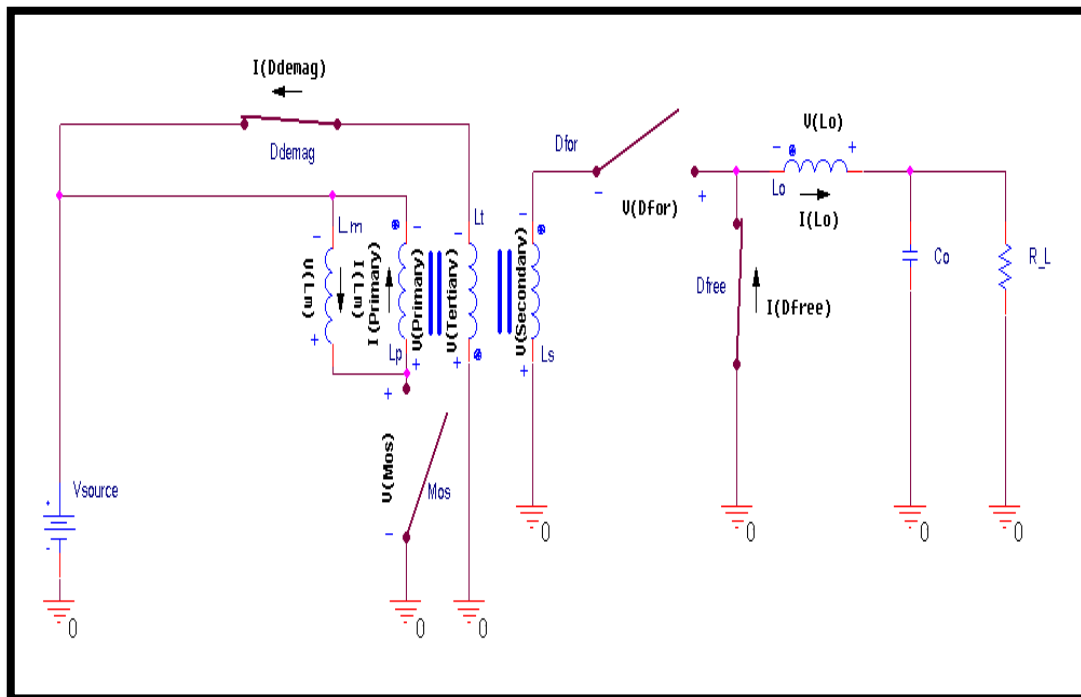 I(Ddemag)
Ddemag
Dfor
V(Dfor)
V(Lo)
Lo
I(Lo)
Lm
V(Lm)
I(Lm)
I(Primary)
V(Primary)
Lp
Lt
V(Tertiary)
V(Secondary)
Ls
Dfree
I(Dfree)
Co
R_L
V(Mos)
Mos
Vsource
0
0
0
0
0
0
0